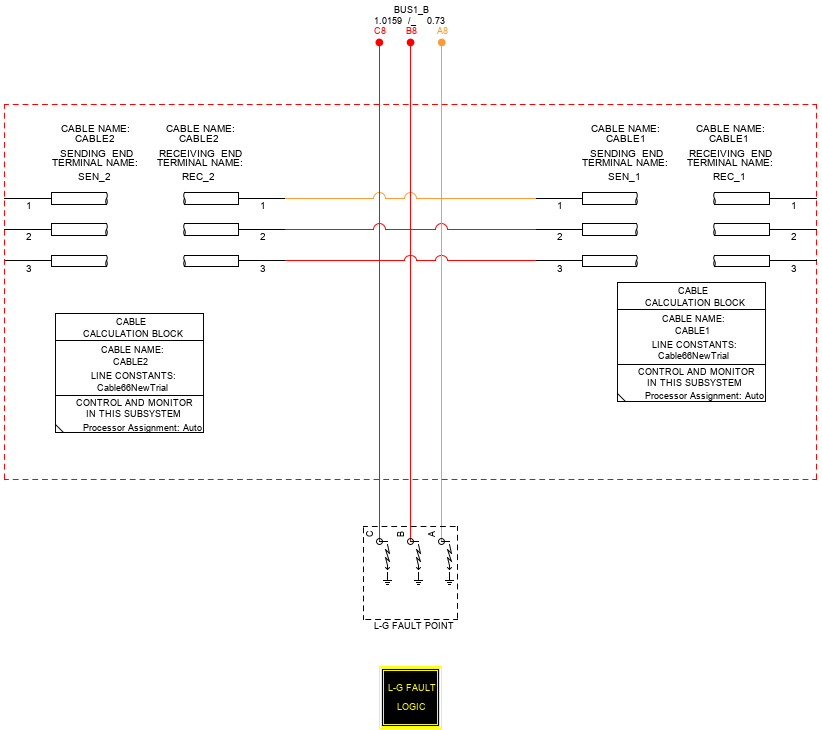 BUS1_B
1.0159 /_ 0.73
C8 B8 A8
CABLE NAME:
CABLE2
SENDING END
TERMINAL NAME:
SEN_2
CABLE NAME:
CABLE2
RECEIVING END
TERMINAL NAME:
REC_2
CABLE NAME:
CABLE1
SENDING END
TERMINAL NAME:
SEN_1
CABLE NAME:
CABLE1
RECEIVING END
TERMINAL NAME:
REC_1
1 1 1 1
2 2 2 2
3 3 3 3
CABLE
CALCULATION BLOCK
CABLE NAME:
CABLE2
LINE CONSTANTS:
Cable66NewTrial
CONTROL AND MONITOR
IN THIS SUBSYSTEM
Processor Assignment: Auto
CABLE
CALCULATION BLOCK
CABLE NAME:
CABLE1
LINE CONSTANTS:
Cable66NewTrial
CONTROL AND MONITOR
IN THIS SUBSYSTEM
Processor Assignment: Auto
C B A
L-G FAULT POINT
L-G FAULT
LOGIC